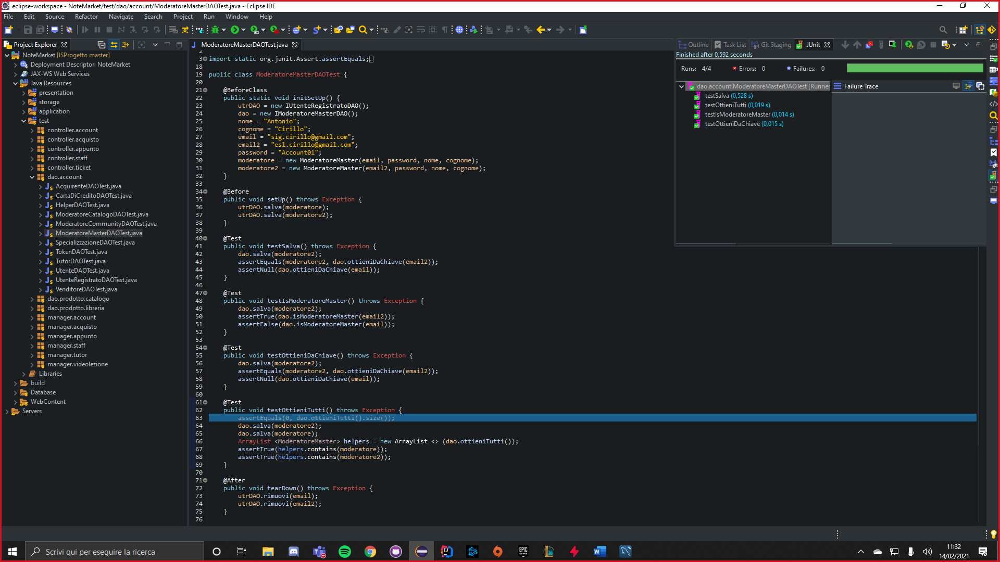 eclipse-workspace - NoteMarket/test/dao/account/ModeratoreMasterDAOTest.java - Eclipse IDE
File Edit Source Refactor Navigate Search Project Run Window Help
Project Explorer
NoteMarket [ISProgetto master]
Deployment Descriptor: NoteMarket
JAX-WS Web Services
Java Resources
presentation
storage
application
test
controller.account
controller.acquisto
controller.appunto
controller.staff
controller.ticket
dao.account
AcquirenteDAOTest.java
CartaDiCreditoDAOTest.java
HelperDAOTest.java
ModeratoreCatalogoDAOTest.java
ModeratoreCommunityDAOTest.java
ModeratoreMasterDAOTest.java
SpecializzazioneDAOTest.java
TokenDAOTest.java
TutorDAOTest.java
UtenteDAOTest.java
UtenteRegistratoDAOTest.java
VenditoreDAOTest.java
dao.prodotto.catalogo
dao.prodotto.libreria
manager.account
manager.acquisto
manager.appunto
manager.staff
manager.tutor
manager.videolezione
Libraries
build
Database
WebContent
Servers
ModeratoreMasterDAOTest.java
2
3 import static org.junit.Assert.assertEquals;
18
19 public class ModeratoreMasterDAOTest {
20
21 @BeforeClass
22 public static void initSetUp() {
23 utrDAO = new IUtenteRegistratoDAO();
24 dao = new IModeratoreMasterDAO();
25 nome = "Antonio";
26 cognome = "Cirillo";
27 email = "sig.cirillo@gmail.com";
28 email2 = "esl.cirillo@gmail.com";
29 password = "Account01";
30 moderatore = new ModeratoreMaster(email, password, nome, cognome);
31 moderatore2 = new ModeratoreMaster(email2, password, nome, cognome);
32 }
33
34 @Before
35 public void setUp() throws Exception {
36 utrDAO.salva(moderatore);
37 utrDAO.salva(moderatore2);
38 }
39
40 @Test
41 public void testSalva() throws Exception {
42 dao.salva(moderatore2);
43 assertEquals(moderatore2, dao.ottieniDaChiave(email2));
44 assertNull(dao.ottieniDaChiave(email));
45 }
46
47 @Test
48 public void testIsModeratoreMaster() throws Exception {
49 dao.salva(moderatore2);
50 assertTrue(dao.isModeratoreMaster(email2));
51 assertFalse(dao.isModeratoreMaster(email));
52 }
53
54 @Test
55 public void testOttieniDaChiave() throws Exception {
56 dao.salva(moderatore2);
57 assertEquals(moderatore2, dao.ottieniDaChiave(email2));
58 assertNull(dao.ottieniDaChiave(email));
59 }
60
61 @Test
62 public void testOttieniTutti() throws Exception {
63 assertEquals(0, dao.ottieniTutti().size());
64 dao.salva(moderatore2);
65 dao.salva(moderatore);
66 ArrayList <ModeratoreMaster> helpers = new ArrayList <> (dao.ottieniTutti());
67 assertTrue(helpers.contains(moderatore));
68 assertTrue(helpers.contains(moderatore2));
69 }
70
71 @After
72 public void tearDown() throws Exception {
73 utrDAO.rimuovi(email);
74 utrDAO.rimuovi(email2);
75 }
76
Outline Task List Git Staging JUnit
Finished after 0,592 seconds
Runs: 4/4 Errors: 0 Failures: 0
dao.account.ModeratoreMasterDAOTest [Runner
testSalva (0,528 s)
testOttieniTutti (0,019 s)
testIsModeratoreMaster (0,014 s)
testOttieniDaChiave (0,015 s)
Failure Trace
git
Scrivi qui per eseguire la ricerca
IJ
EPIC
GAMES
W
11:32
14/02/2021